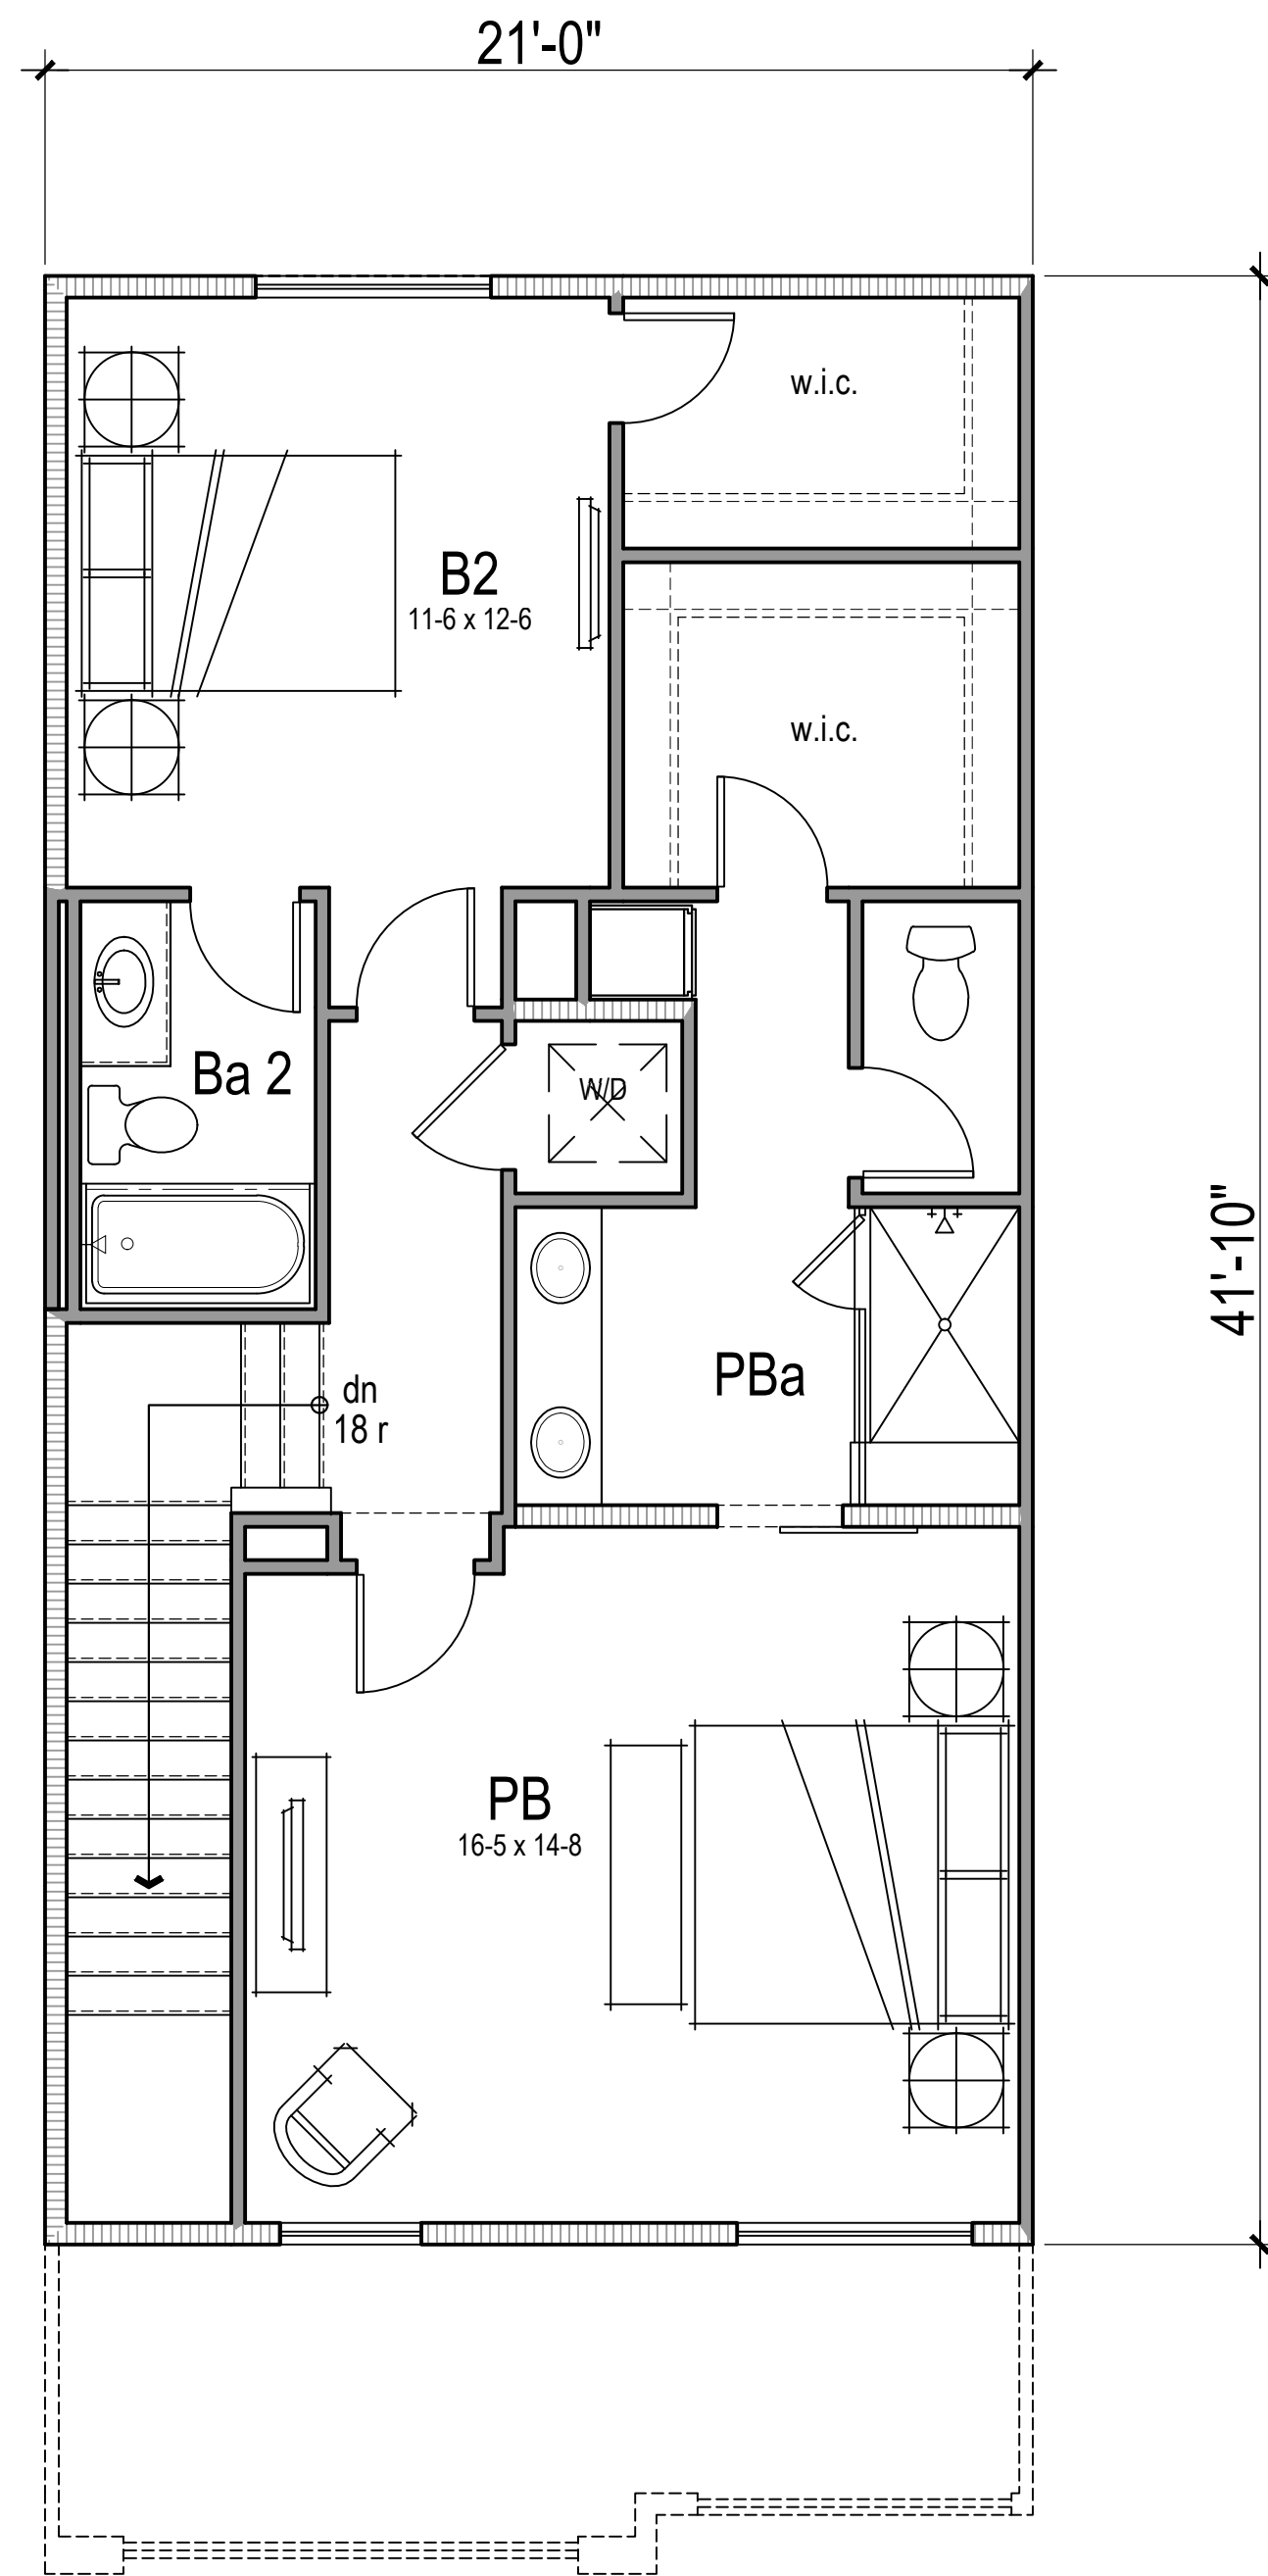 21'-0"
w.i.c.
B2
11-6 x 12-6
w.i.c.
Ba 2
W/D
41'-10"
PBa
dn
18 r
PB
16-5 x 14-8